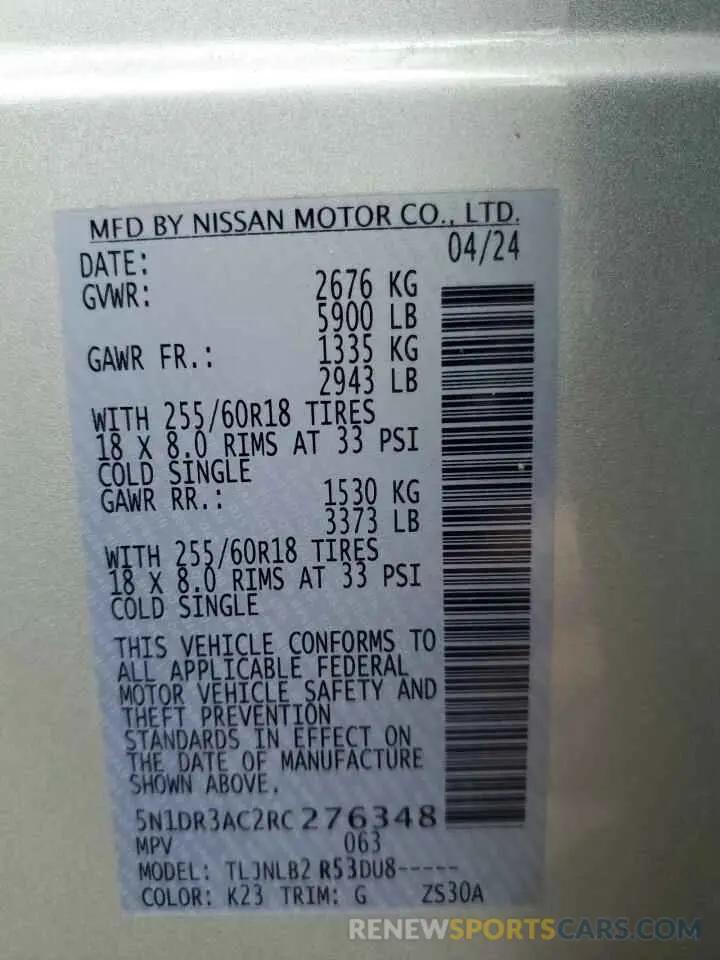 MFD BY NISSAN MOTOR CO., LTD.
DATE: 04/24
GVWR: 2676 KG
5900 LB
GAWR FR.: 1335 KG
2943 LB
WITH 255/60R18 TIRES
18 X 8.0 RIMS AT 33 PSI
COLD SINGLE
GAWR RR.: 1530 KG
3373 LB
WITH 255/60R18 TIRES
18 X 8.0 RIMS AT 33 PSI
COLD SINGLE
THIS VEHICLE CONFORMS TO
ALL APPLICABLE FEDERAL
MOTOR VEHICLE SAFETY AND
THEFT PREVENTION
STANDARDS IN EFFECT ON
THE DATE OF MANUFACTURE
SHOWN ABOVE.
5N1DR3AC2RC276348
MPV 063
MODEL: TLJNLB2 R53DU8-----
COLOR: K23 TRIM: G ZS30A
RENEWSPORTSCARS.COM